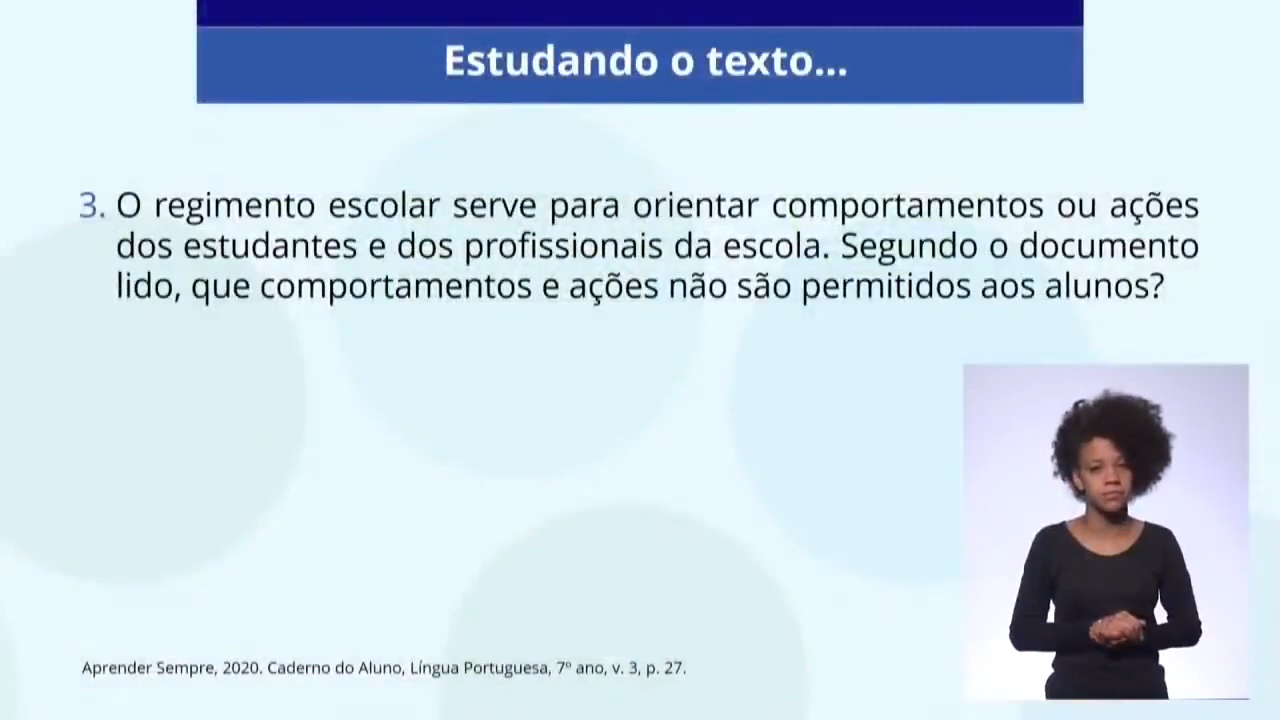 Estudando o texto...
3. O regimento escolar serve para orientar comportamentos ou ações
dos estudantes e dos profissionais da escola. Segundo o documento
lido, que comportamentos e ações não são permitidos aos alunos?
Aprender Sempre, 2020. Caderno do Aluno, Língua Portuguesa, 7º ano, v. 3, p. 27.